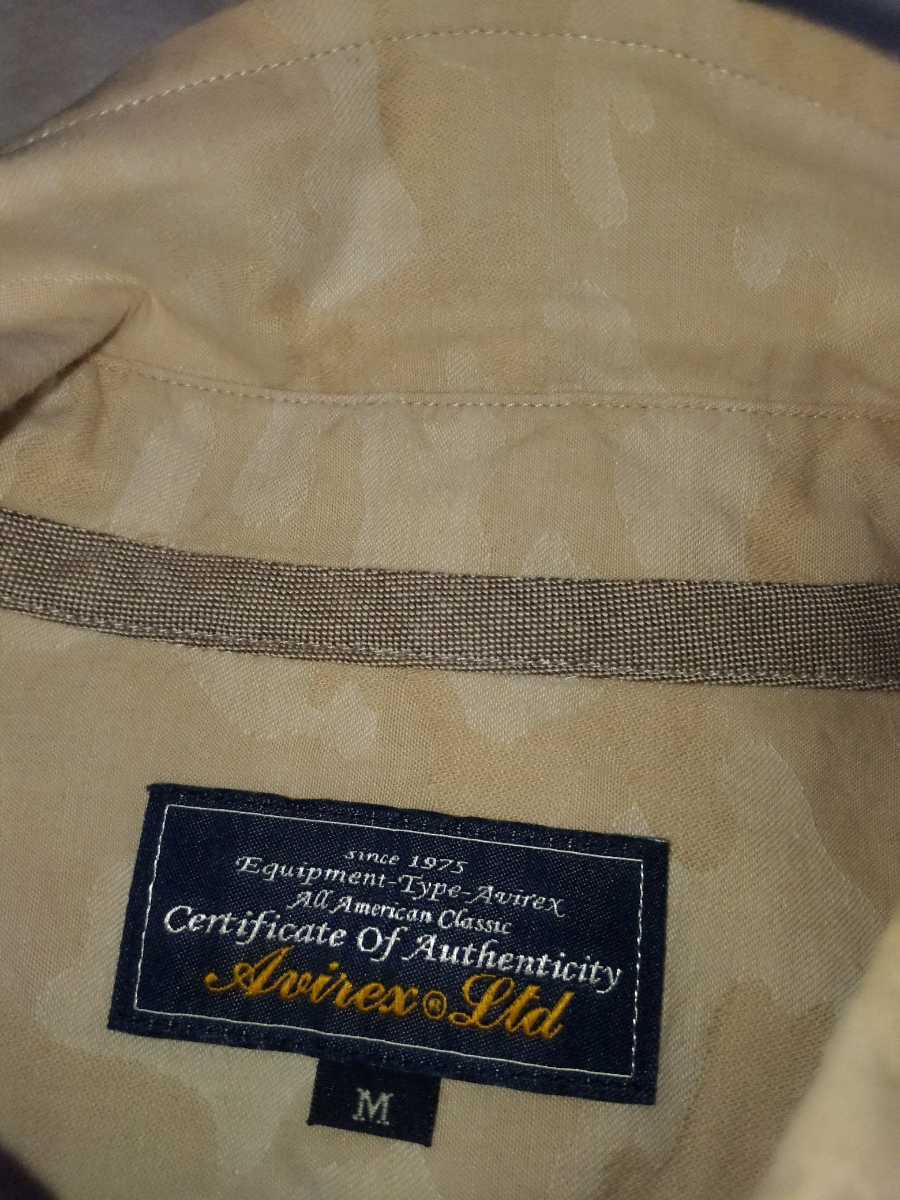 since 1975
Equipment-Type-Avirex
All American Classic
Certificate Of Authenticity
Avirex® Ltd
M